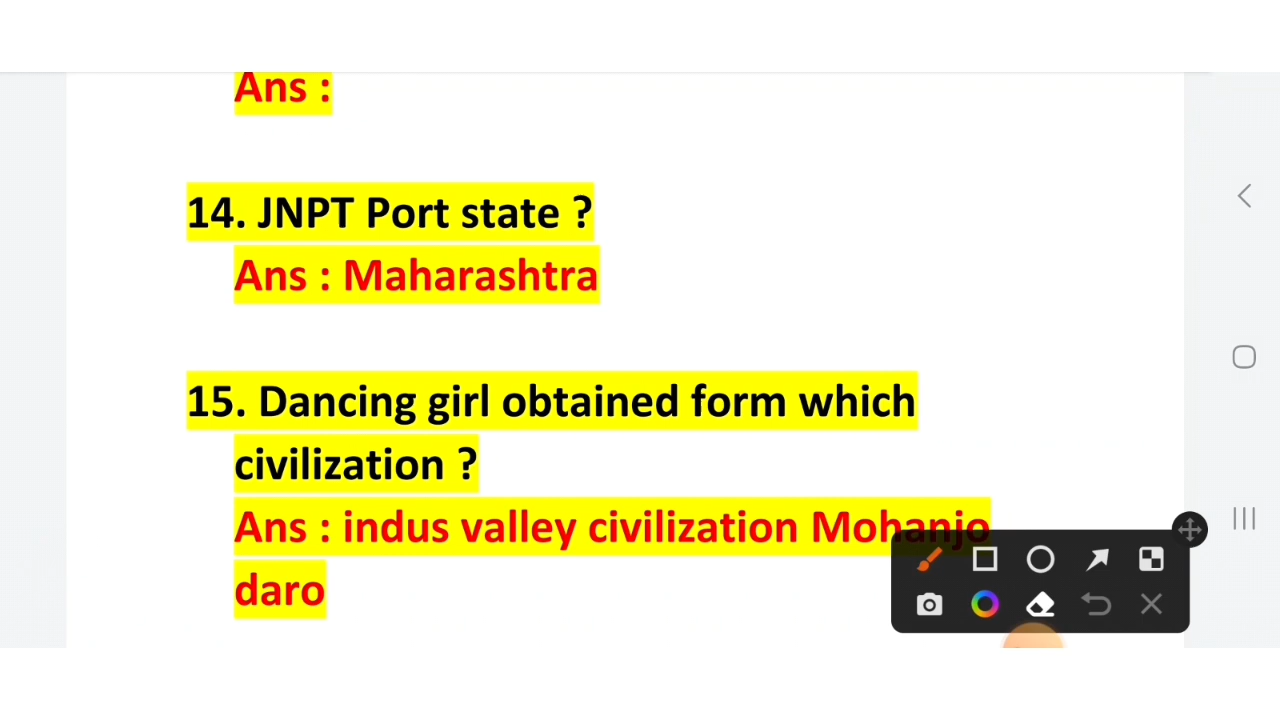 Ans :
14. JNPT Port state ?
Ans : Maharashtra
15. Dancing girl obtained form which
civilization ?
Ans : indus valley civilization Mohanjo
daro